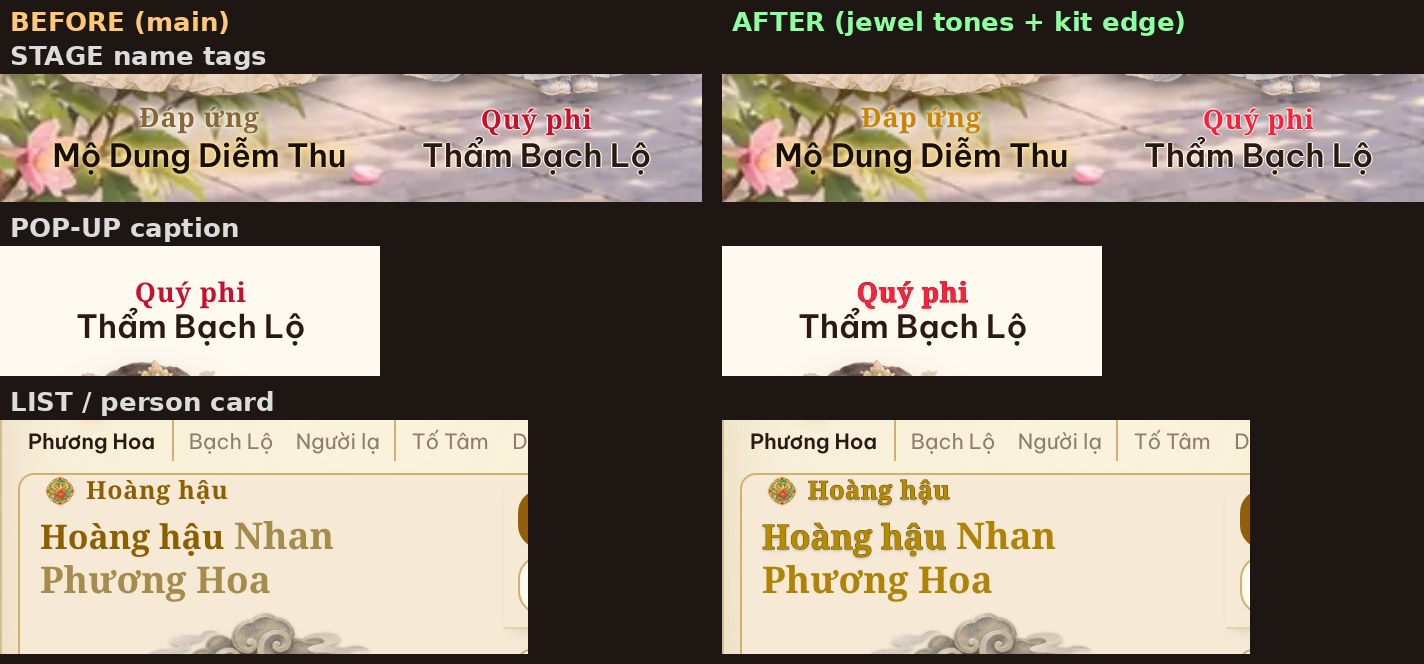 BEFORE (main)
AFTER (jewel tones + kit edge)
STAGE name tags
Đáp ứng
Quý phi
Mộ Dung Diễm Thu
Thẩm Bạch Lộ
Đáp ứng
Quý phi
Mộ Dung Diễm Thu
Thẩm Bạch Lộ
POP-UP caption
Quý phi
Thẩm Bạch Lộ
Quý phi
Thẩm Bạch Lộ
LIST / person card
Phương Hoa Bạch Lộ Người lạ Tố Tâm D
Hoàng hậu
Hoàng hậu Nhan
Phương Hoa
Phương Hoa Bạch Lộ Người lạ Tố Tâm D
Hoàng hậu
Hoàng hậu Nhan
Phương Hoa